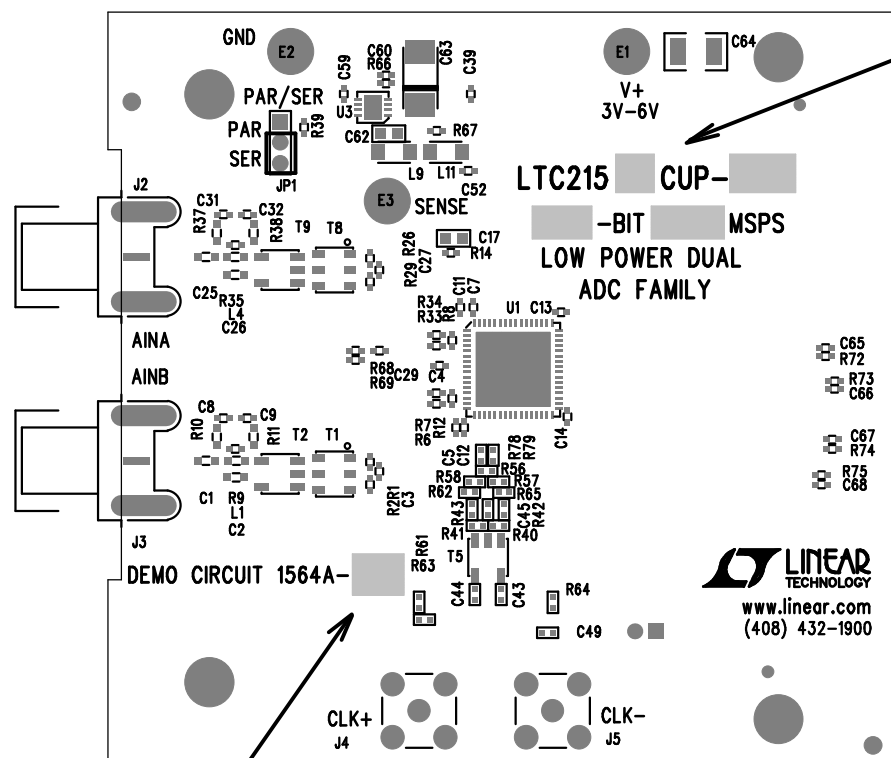 GND
E2
C59
C60
R66
C63
C39
E1
C64
V+
3V-6V
PAR/SER
PAR
SER
R39
JP1
U3
C62
R67
L9
L11
C52
LTC215 CUP-
-BIT MSPS
LOW POWER DUAL
ADC FAMILY
E3
SENSE
J2
C31
C32
R37
R38
T9
T8
R26
C27
R29
C17
R14
C25
R35
L4
C26
R34
R33
R8
C11
C7
U1
C13
AINA
AINB
R68
R69
C29
C4
C65
R72
R73
C66
C8
C9
R10
R11
T2
T1
R7
R6
R12
C14
C67
R74
C5
C12
R78
R79
R56
R58
R57
R62
R65
R75
C68
C1
R9
L1
C2
R2
R1
C3
R43
C45
R42
R41
R40
J3
T5
R61
R63
DEMO CIRCUIT 1564A-
C44
C43
R64
C49
LINEAR
TECHNOLOGY
www.linear.com
(408) 432-1900
CLK+
J4
CLK-
J5